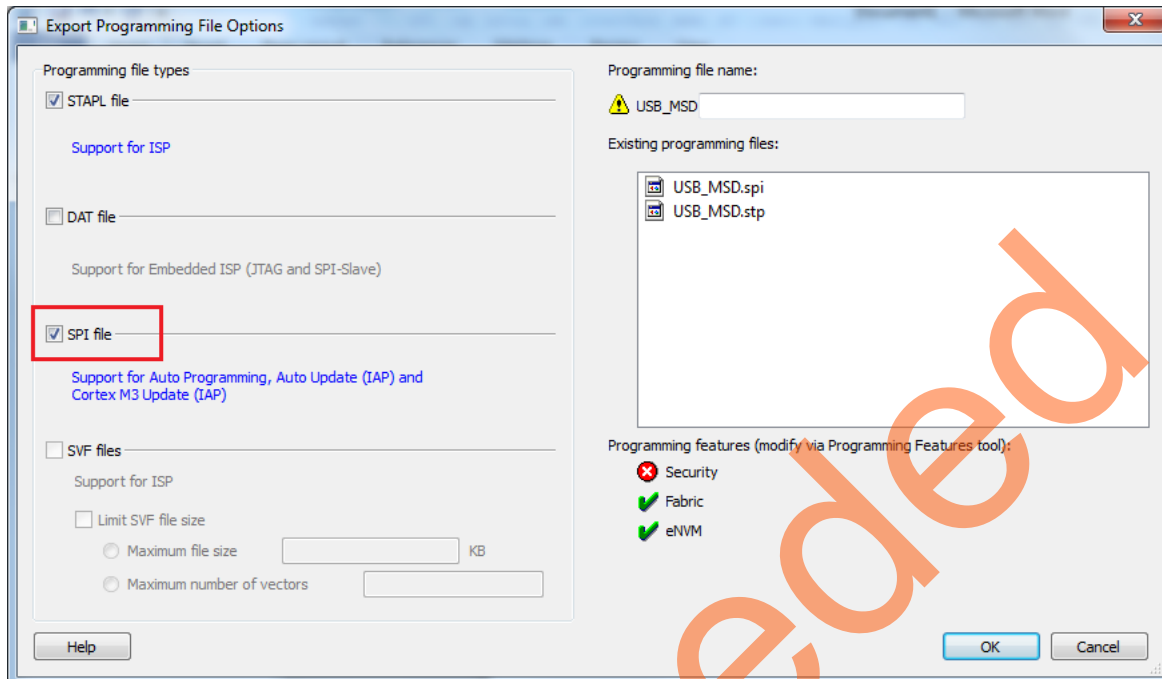 Export Programming File Options
Programming file types
STAPL file
Support for ISP
DAT file
Support for Embedded ISP (JTAG and SPI-Slave)
SPI file
Support for Auto Programming, Auto Update (IAP) and
Cortex M3 Update (IAP)
SVF files
Support for ISP
Limit SVF file size
Maximum file size KB
Maximum number of vectors
Help
Programming file name:
USB_MSD
Existing programming files:
USB_MSD.spi
USB_MSD.stp
Programming features (modify via Programming Features tool):
Security
Fabric
eNVM
OK Cancel
ded